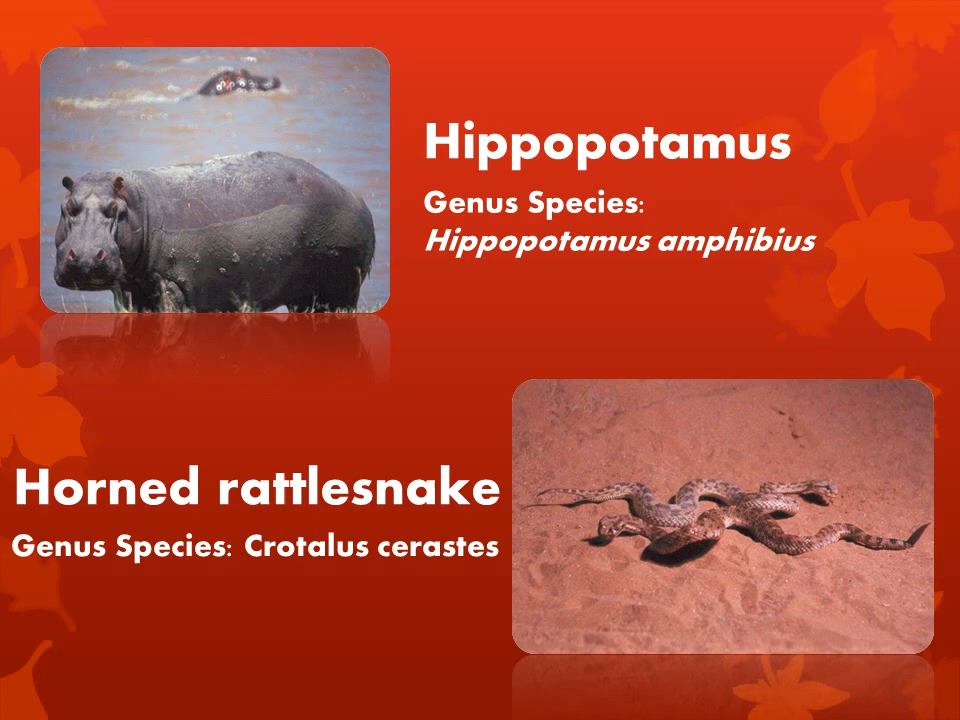 Hippopotamus
Genus Species:
Hippopotamus amphibius
Horned rattlesnake
Genus Species: Crotalus cerastes